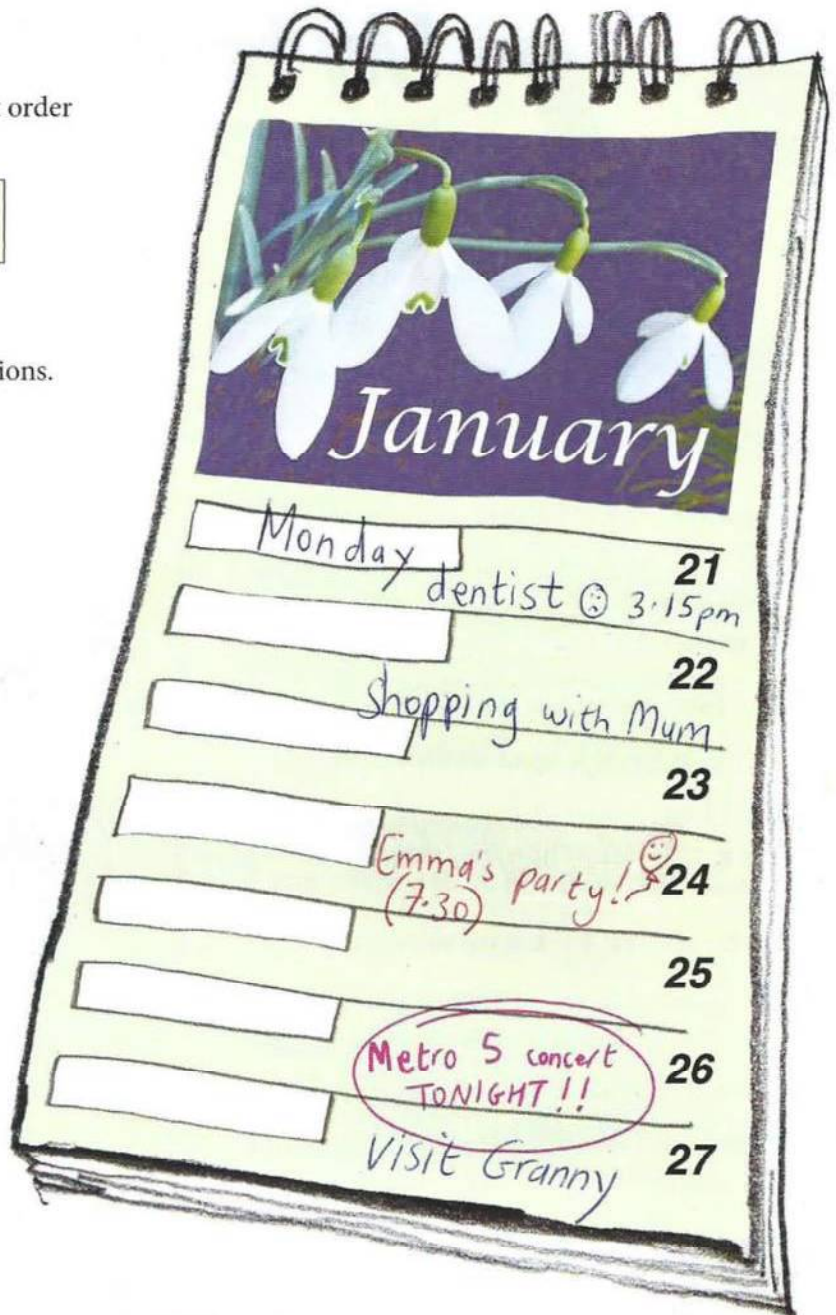 order
ions.
January
Monday
21
dentist 3.15pm
22
Shopping with Mum
23
Emma's party! 24
(7.30)
25
Metro 5 concert 26
TONIGHT!!
Visit Granny 27